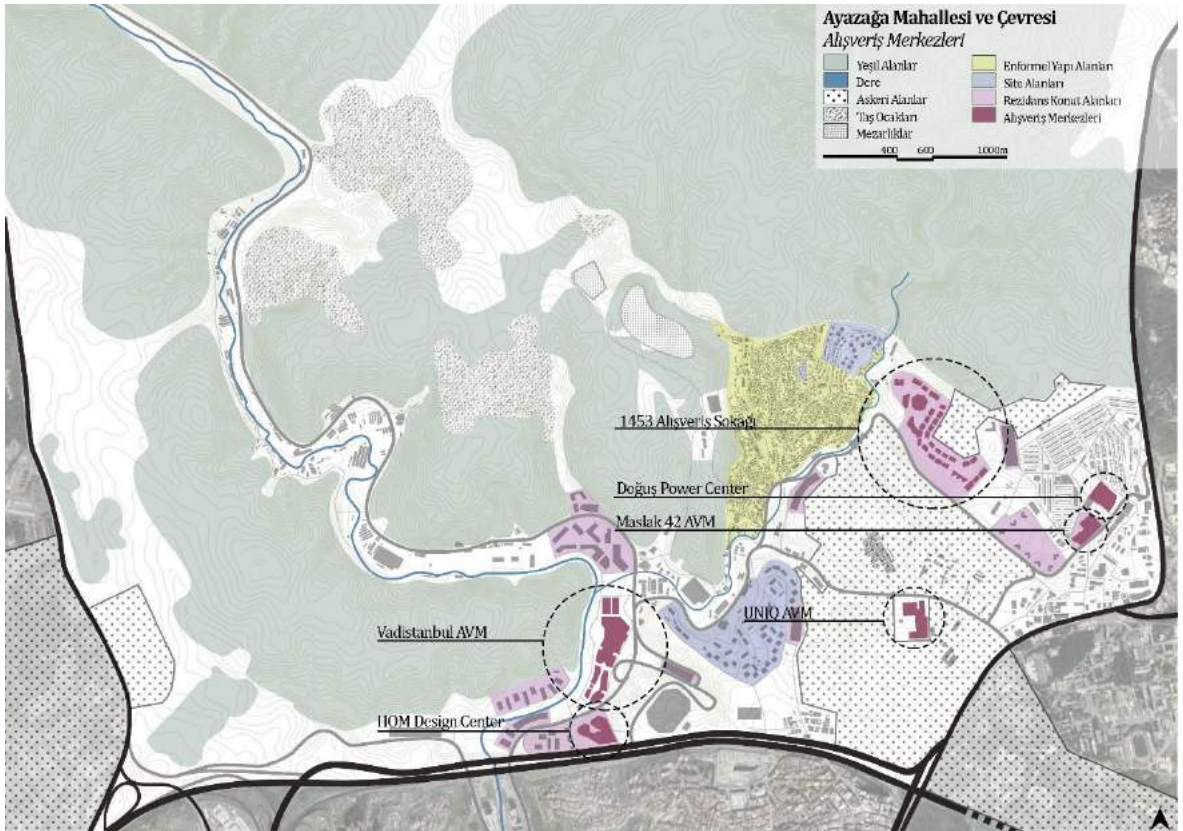 Ayazağa Mahallesi ve Çevresi
Alışveriş Merkezleri
Yeşil Alanlar
Dere
Askeri Alanlar
Taş Ocakları
Mezarlıklar
Enformel Yapı Alanları
Site Alanları
Rezidans Konut Alanları
Alışveriş Merkezleri
400 600 1000m
1453 Alışveriş Sokağı
Doğuş Power Center
Maslak 42 AVM
UNIQ AVM
Vadistanbul AVM
HOM Design Center